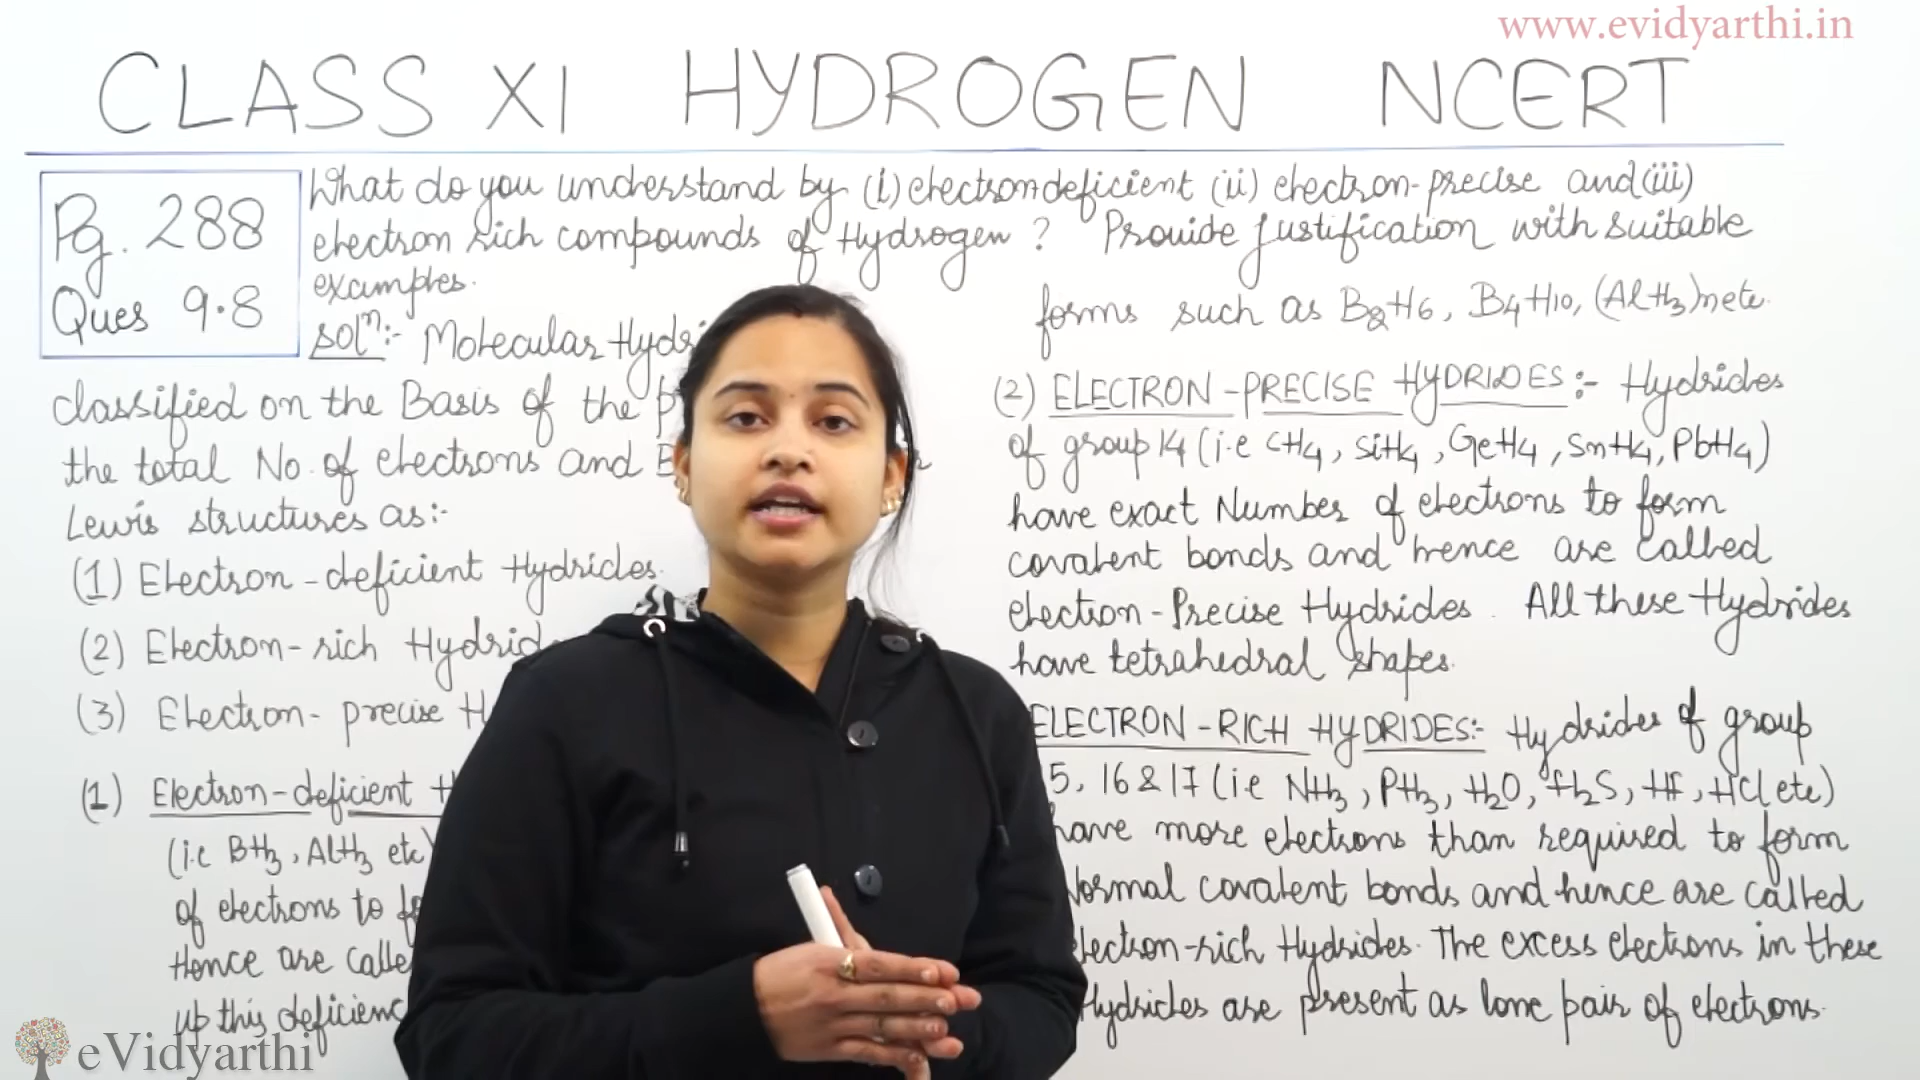 www.evidyarthi.in
CLASS XI HYDROGEN NCERT
Pg. 288
Ques 9.8
What do you understand by (i) electron-deficient (ii) electron-precise and (iii)
electron rich compounds of Hydrogen? Provide justification with suitable
examples.
Solⁿ:- Molecular
classified on the Basis of the
the total No. of electrons and
Lewis structures as:-
(1) Electron-deficient Hydrides.
(2) Electron-rich
(3) Electron-precise
(1) Electron-deficient
(i.e BH3, AlH3 etc)
of electrons to
Hence are
up this
forms such as B2H6, B4H10, (AlH3)n etc.
(2) ELECTRON-PRECISE HYDRIDES:- Hydrides
of group 14 (i.e CH4, SiH4, GeH4, SnH4, PbH4)
have exact Number of electrons to form
covalent bonds and hence are called
electron-Precise Hydrides. All these Hydrides
have tetrahedral shapes.
ELECTRON-RICH HYDRIDES:- Hydrides of group
5, 16 & 17 (i.e NH3, PH3, H2O, H2S, HF, HCl etc)
have more electrons than required to form
Normal covalent bonds and hence are called
electron-rich Hydrides. The excess electrons in these
Hydrides are present as lone pair of electrons.
eVidyarthi